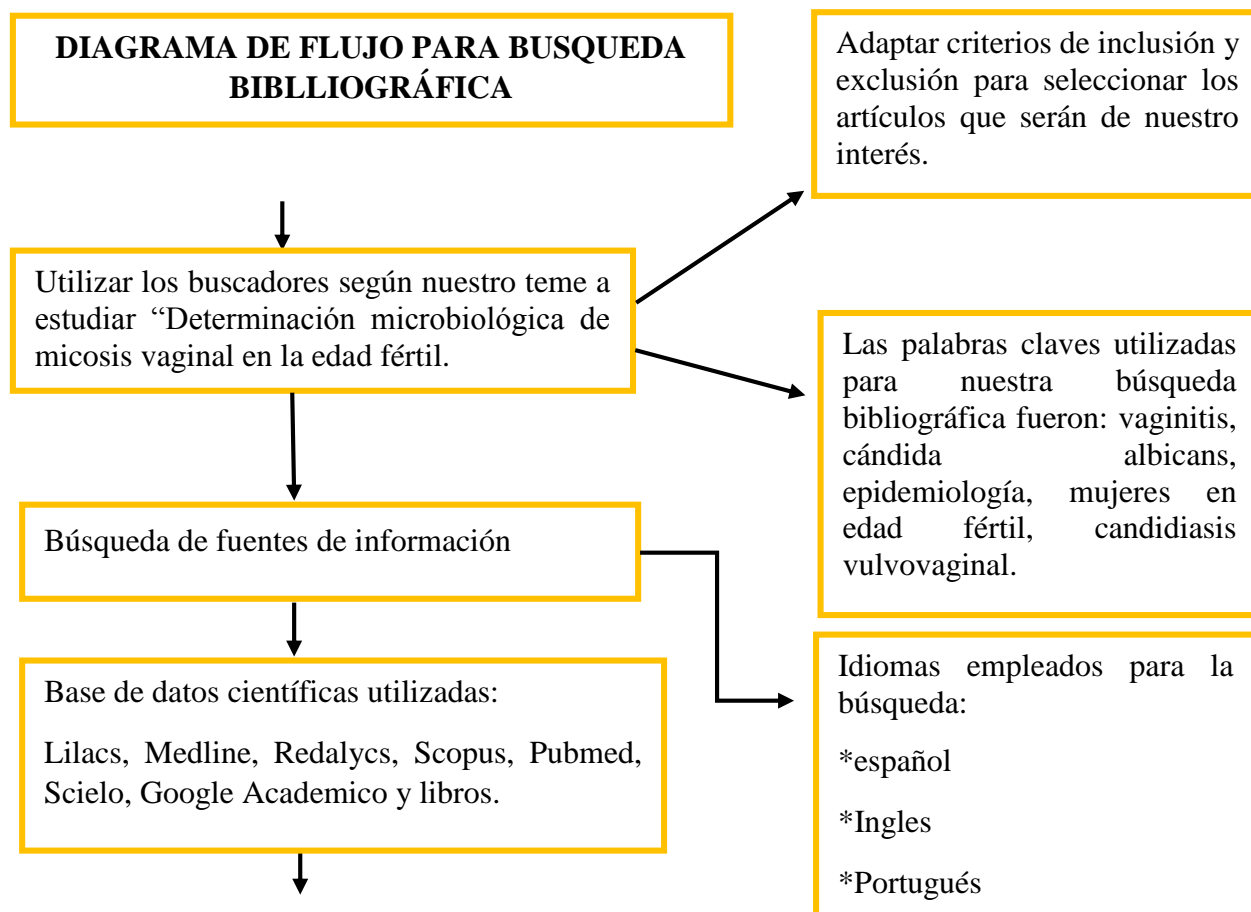 DIAGRAMA DE FLUJO PARA BUSQUEDA
BIBLLIOGRÁFICA
Adaptar criterios de inclusión y
exclusión para seleccionar los
artículos que serán de nuestro
interés.
Utilizar los buscadores según nuestro teme a
estudiar “Determinación microbiológica de
micosis vaginal en la edad fértil.
Las palabras claves utilizadas
para nuestra búsqueda
bibliográfica fueron: vaginitis,
cándida albicans,
epidemiología, mujeres en
edad fértil, candidiasis
vulvovaginal.
Búsqueda de fuentes de información
Base de datos científicas utilizadas:
Lilacs, Medline, Redalycs, Scopus, Pubmed,
Scielo, Google Academico y libros.
Idiomas empleados para la
búsqueda:
*español
*Ingles
*Portugués